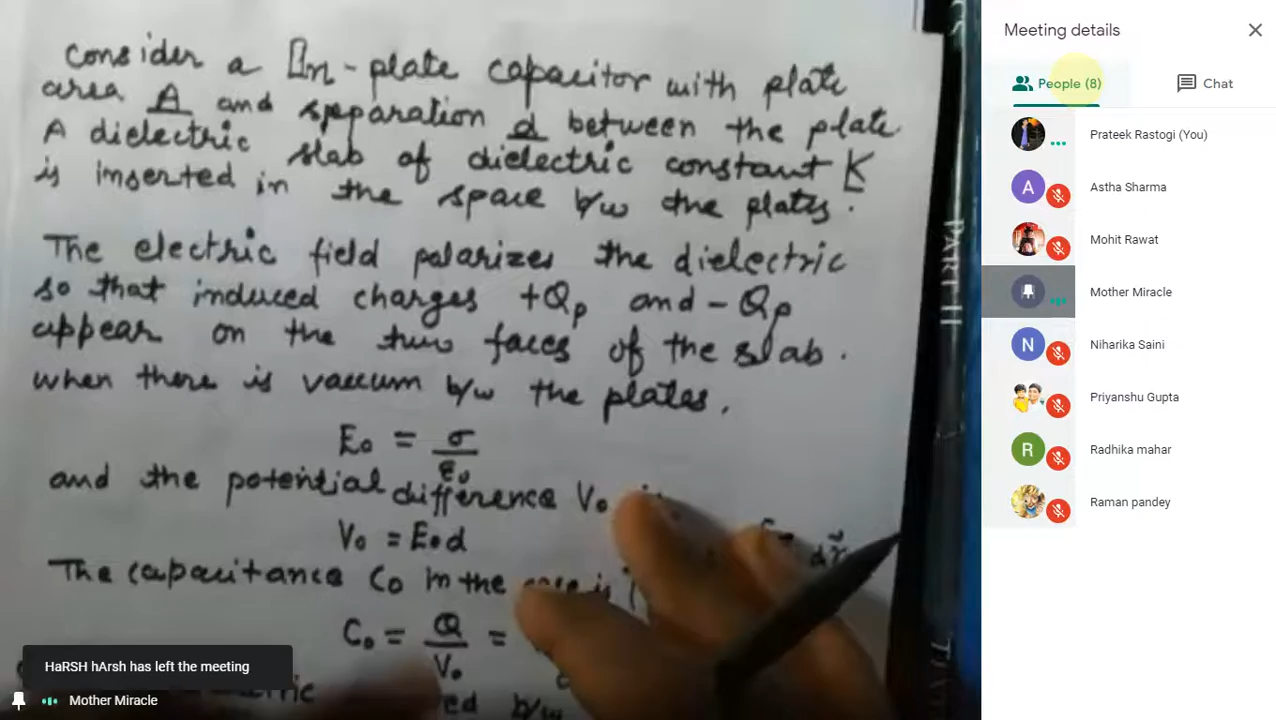 Consider a ||n-plate capacitor with plate
area A and separation d between the plate
A dielectric slab of dielectric constant K
is inserted in the space b/w the plates.
The electric field polarizes the dielectric
so that induced charges +Qp and -Qp
appear on the two faces of the slab.
when there is vaccum b/w the plates.
E₀ = σ/ε₀
and the potential difference V₀
V₀ = E₀d
The capacitance C₀ in the case is
C₀ = Q/V₀ =
b/w
PART II
HaRSH hArsh has left the meeting
Mother Miracle
Meeting details
People (8)
Chat
Prateek Rastogi (You)
A Astha Sharma
Mohit Rawat
Mother Miracle
N Niharika Saini
Priyanshu Gupta
R Radhika mahar
Raman pandey